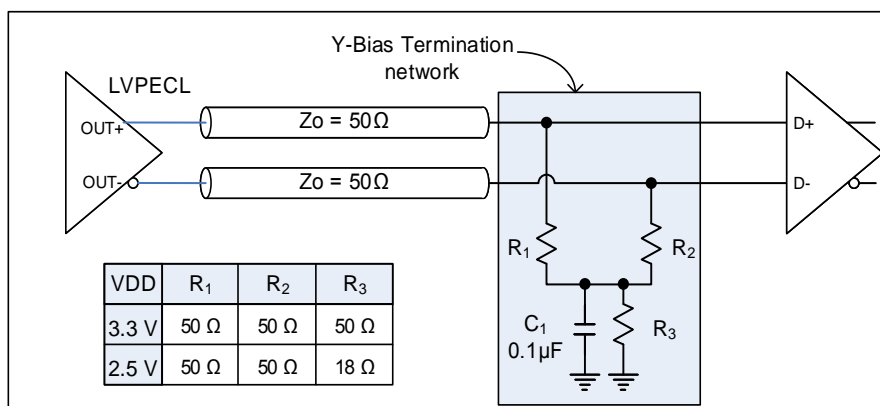 Y-Bias Termination
network
LVPECL
OUT+
Zo = 50Ω
D+
OUT-
Zo = 50Ω
D-
R1
R2
VDD R1 R2 R3
3.3 V 50 Ω 50 Ω 50 Ω
2.5 V 50 Ω 50 Ω 18 Ω
C1
0.1µF
R3